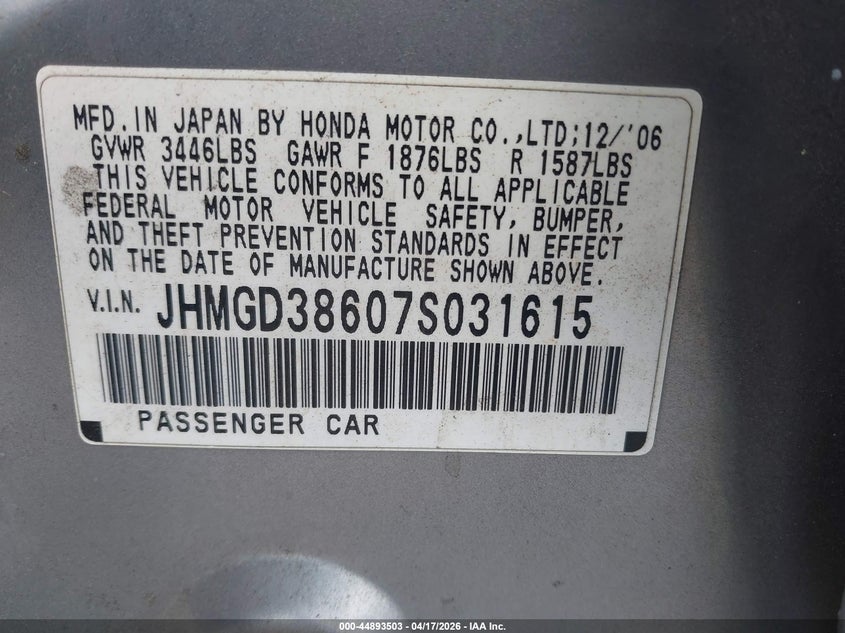 MFD. IN JAPAN BY HONDA MOTOR CO.,LTD;12/'06
GVWR 3446LBS GAWR F 1876LBS R 1587LBS
THIS VEHICLE CONFORMS TO ALL APPLICABLE
FEDERAL MOTOR VEHICLE SAFETY, BUMPER,
AND THEFT PREVENTION STANDARDS IN EFFECT
ON THE DATE OF MANUFACTURE SHOWN ABOVE.
V.I.N. JHMGD38607S031615
PASSENGER CAR
000-44893503 - 04/17/2026 - IAA Inc.